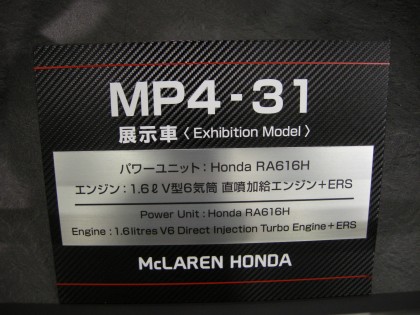 MP4-31
展示車〈Exhibition Model〉
パワーユニット：Honda RA616H
エンジン：1.6ℓ V型6気筒 直噴加給エンジン＋ERS
Power Unit : Honda RA616H
Engine : 1.6litres V6 Direct Injection Turbo Engine＋ERS
McLAREN HONDA